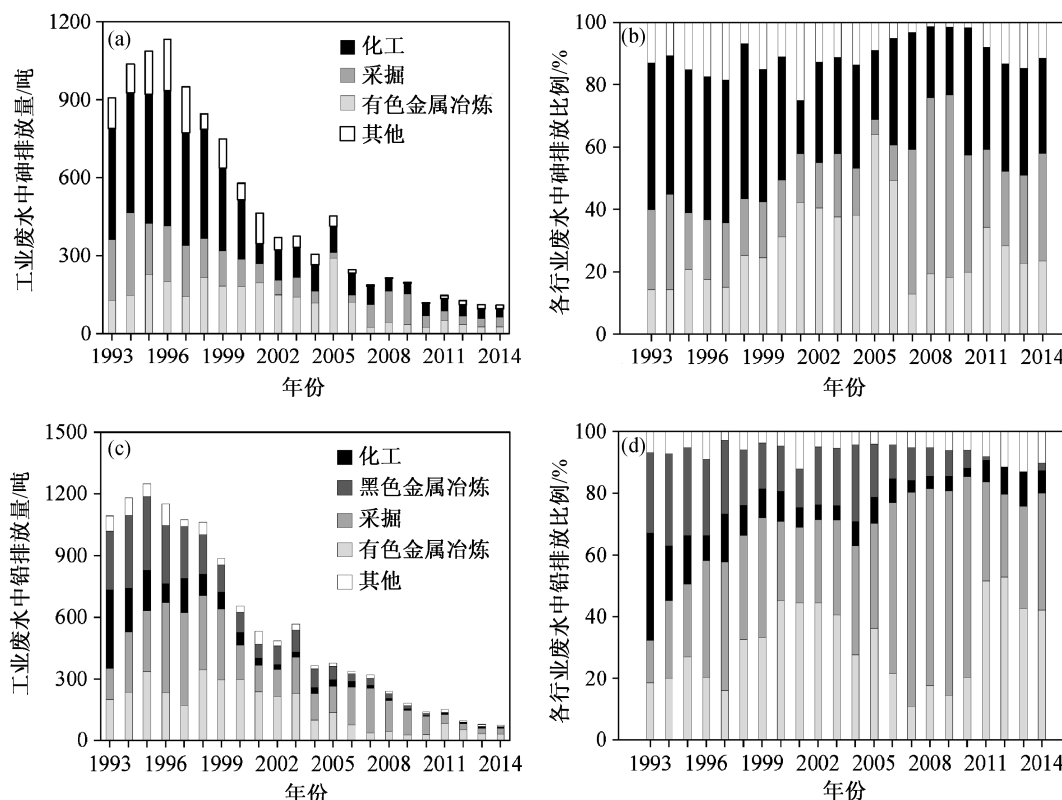 (a)
工业废水中砷排放量/吨
1200
900
600
300
0
化工
采掘
有色金属冶炼
其他
1993 1996 1999 2002 2005 2008 2011 2014
年份
(b)
各行业废水中砷排放比例/%
100
80
60
40
20
0
1993 1996 1999 2002 2005 2008 2011 2014
年份
(c)
工业废水中铅排放量/吨
1500
1200
900
600
300
0
化工
黑色金属冶炼
采掘
有色金属冶炼
其他
1993 1996 1999 2002 2005 2008 2011 2014
年份
(d)
各行业废水中铅排放比例/%
100
80
60
40
20
0
1993 1996 1999 2002 2005 2008 2011 2014
年份